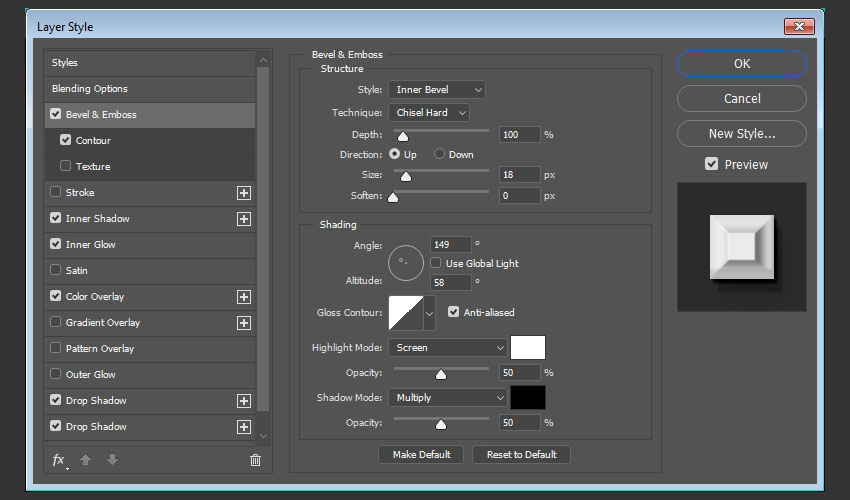 Layer Style
Styles
Blending Options
Bevel & Emboss
Contour
Texture
Stroke
Inner Shadow
Inner Glow
Satin
Color Overlay
Gradient Overlay
Pattern Overlay
Outer Glow
Drop Shadow
Drop Shadow
fx
Bevel & Emboss
Structure
Style: Inner Bevel
Technique: Chisel Hard
Depth: 100 %
Direction: Up Down
Size: 18 px
Soften: 0 px
Shading
Angle: 149 °
Use Global Light
Altitude: 58 °
Gloss Contour: Anti-aliased
Highlight Mode: Screen
Opacity: 50 %
Shadow Mode: Multiply
Opacity: 50 %
Make Default Reset to Default
OK
Cancel
New Style...
Preview